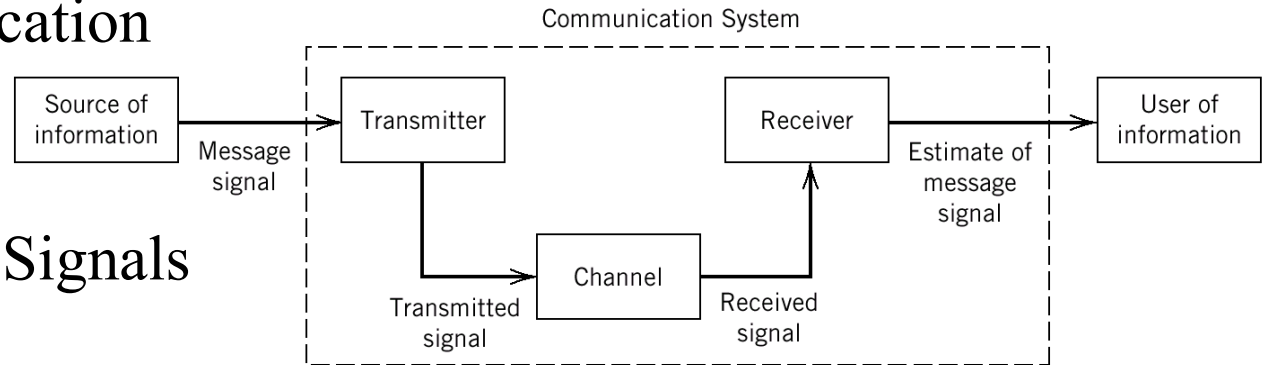 cation
Communication System
Source of
information
Message
signal
Transmitter
Receiver
Estimate of
message
signal
User of
information
Signals
Transmitted
signal
Channel
Received
signal